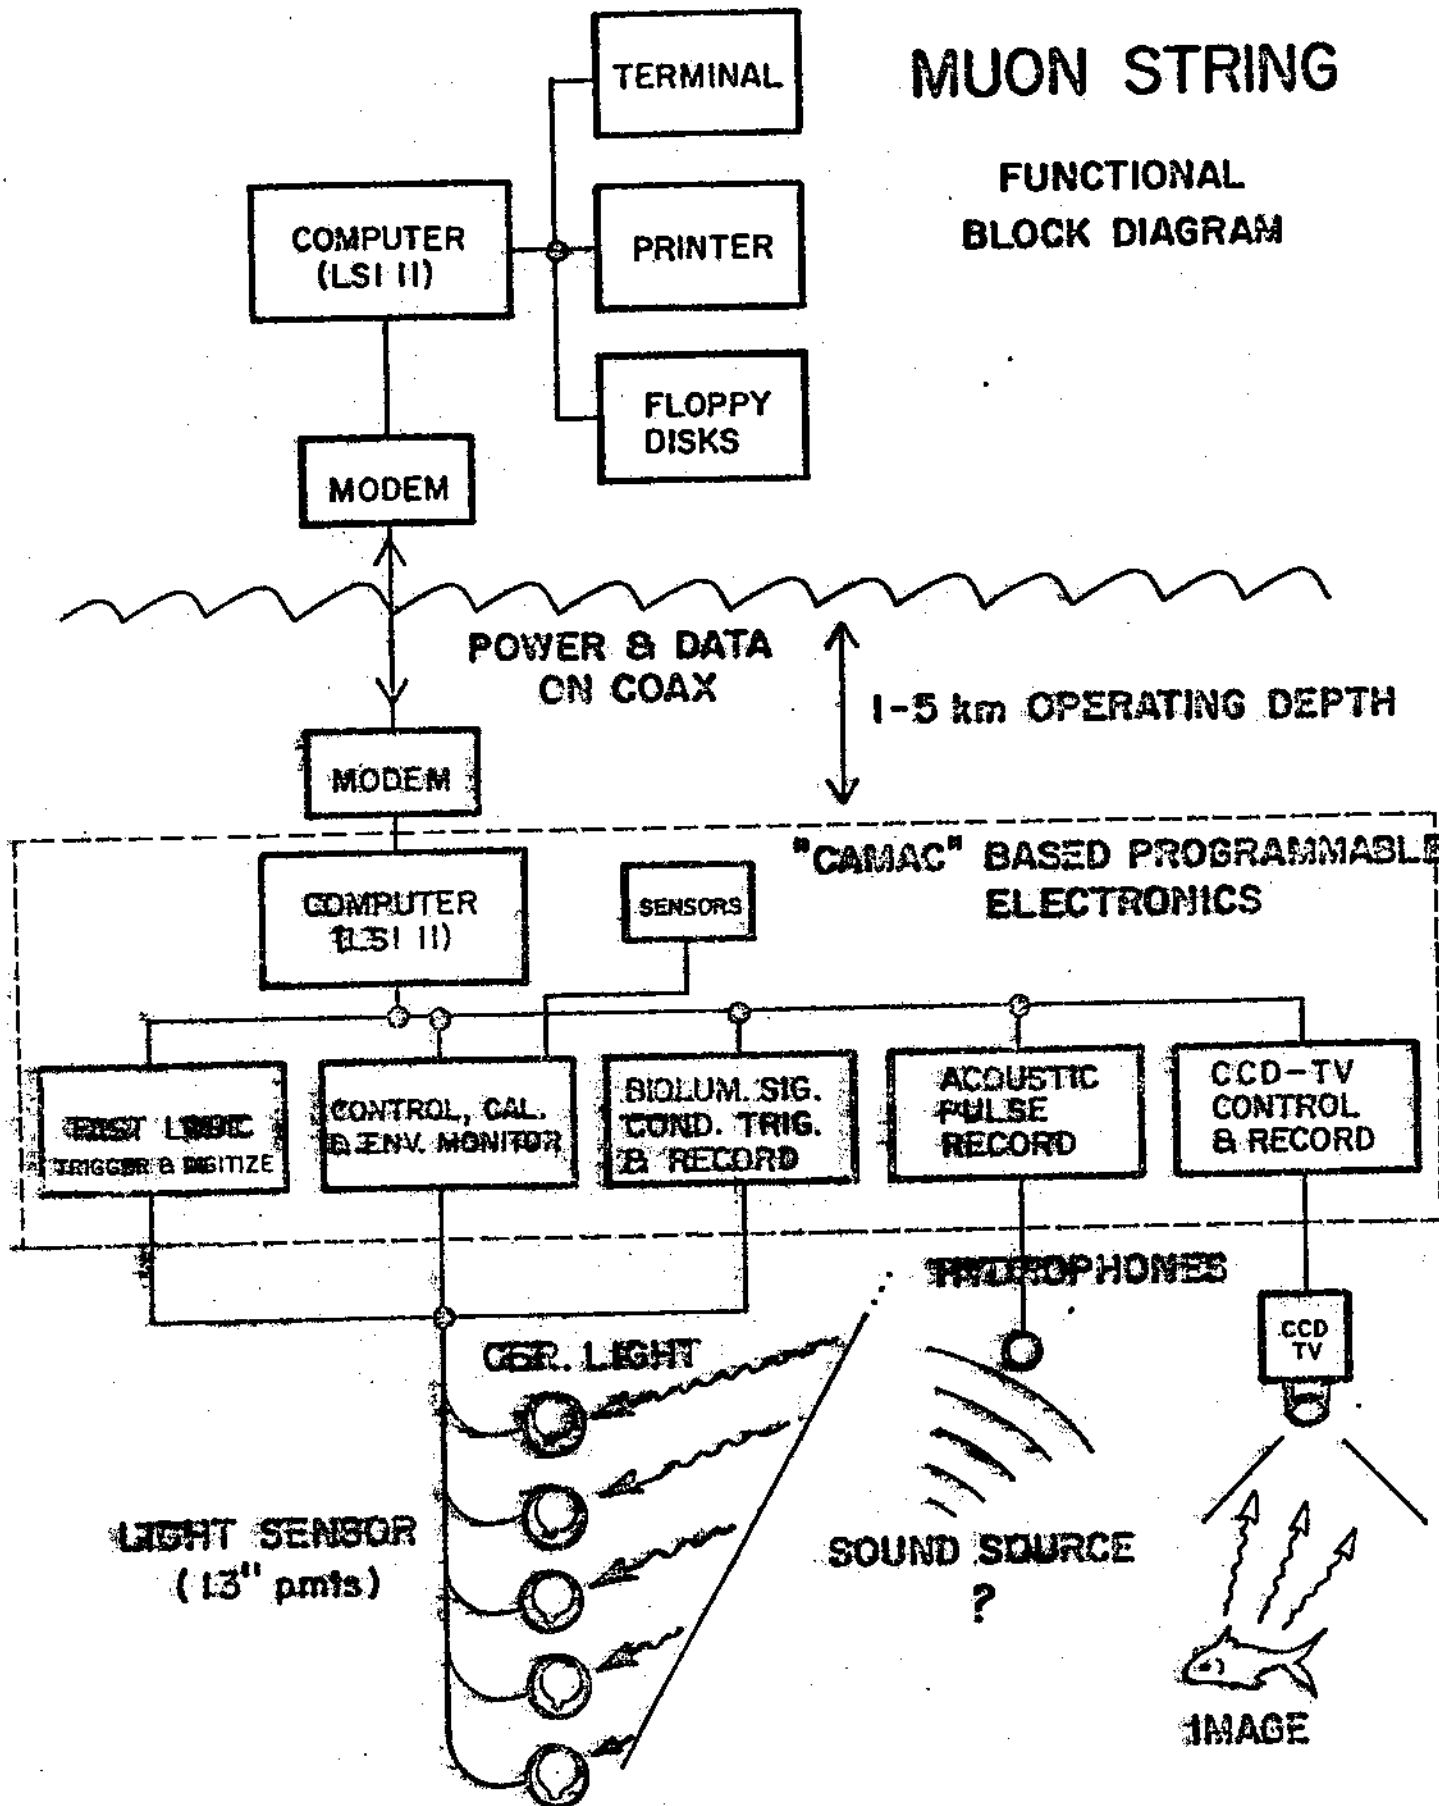 MUON STRING
FUNCTIONAL
BLOCK DIAGRAM
TERMINAL
COMPUTER
(LSI II)
PRINTER
FLOPPY
DISKS
MODEM
POWER & DATA
ON COAX
1-5 km OPERATING DEPTH
MODEM
"CAMAC" BASED PROGRAMMABLE
ELECTRONICS
COMPUTER
(LSI II)
SENSORS
FAST LOGIC
TRIGGER & DIGITIZE
CONTROL, CAL.
& ENV. MONITOR
BIOLUM. SIG.
COND. TRIG.
& RECORD
ACOUSTIC
PULSE
RECORD
CCD-TV
CONTROL
& RECORD
HYDROPHONES
CCD
TV
CER. LIGHT
LIGHT SENSOR
(13" pmts)
SOUND SOURCE
?
IMAGE